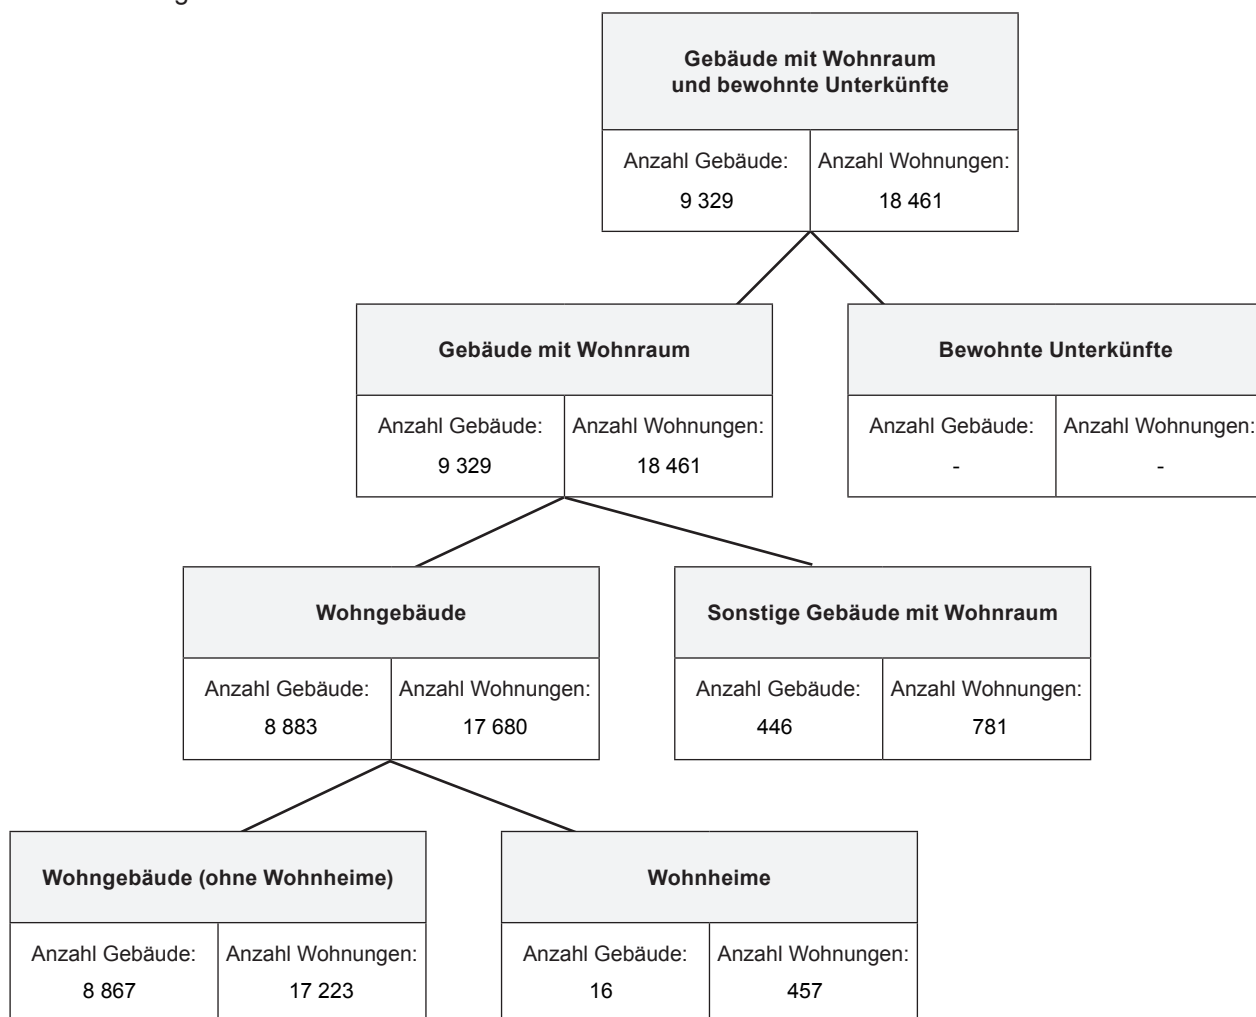 Gebäude mit Wohnraum
und bewohnte Unterkünfte
Anzahl Gebäude: Anzahl Wohnungen:
9 329 18 461
Gebäude mit Wohnraum Bewohnte Unterkünfte
Anzahl Gebäude: Anzahl Wohnungen: Anzahl Gebäude: Anzahl Wohnungen:
9 329 18 461 - -
Wohngebäude Sonstige Gebäude mit Wohnraum
Anzahl Gebäude: Anzahl Wohnungen: Anzahl Gebäude: Anzahl Wohnungen:
8 883 17 680 446 781
Wohngebäude (ohne Wohnheime) Wohnheime
Anzahl Gebäude: Anzahl Wohnungen: Anzahl Gebäude: Anzahl Wohnungen:
8 867 17 223 16 457